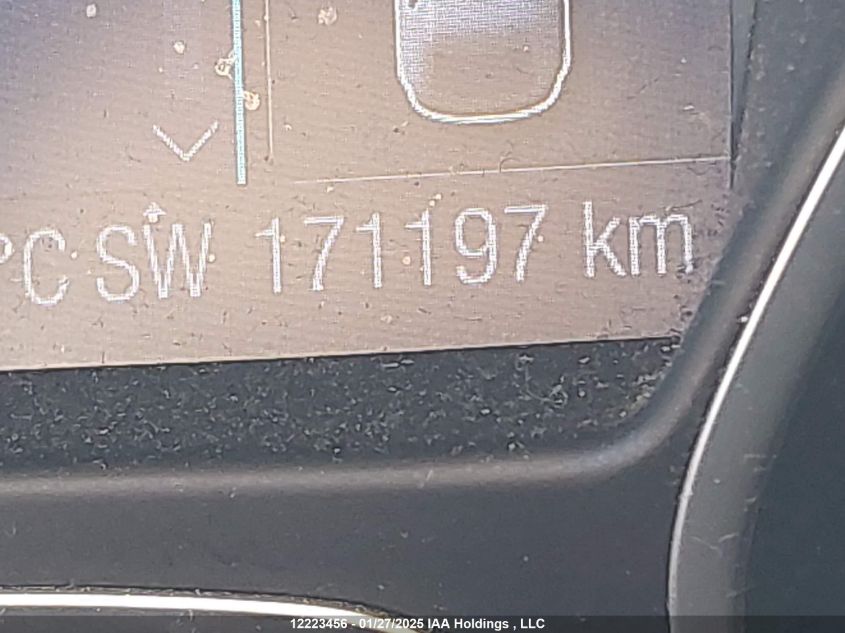 °C SW 171197 km
12223456 - 01/27/2025 IAA Holdings , LLC